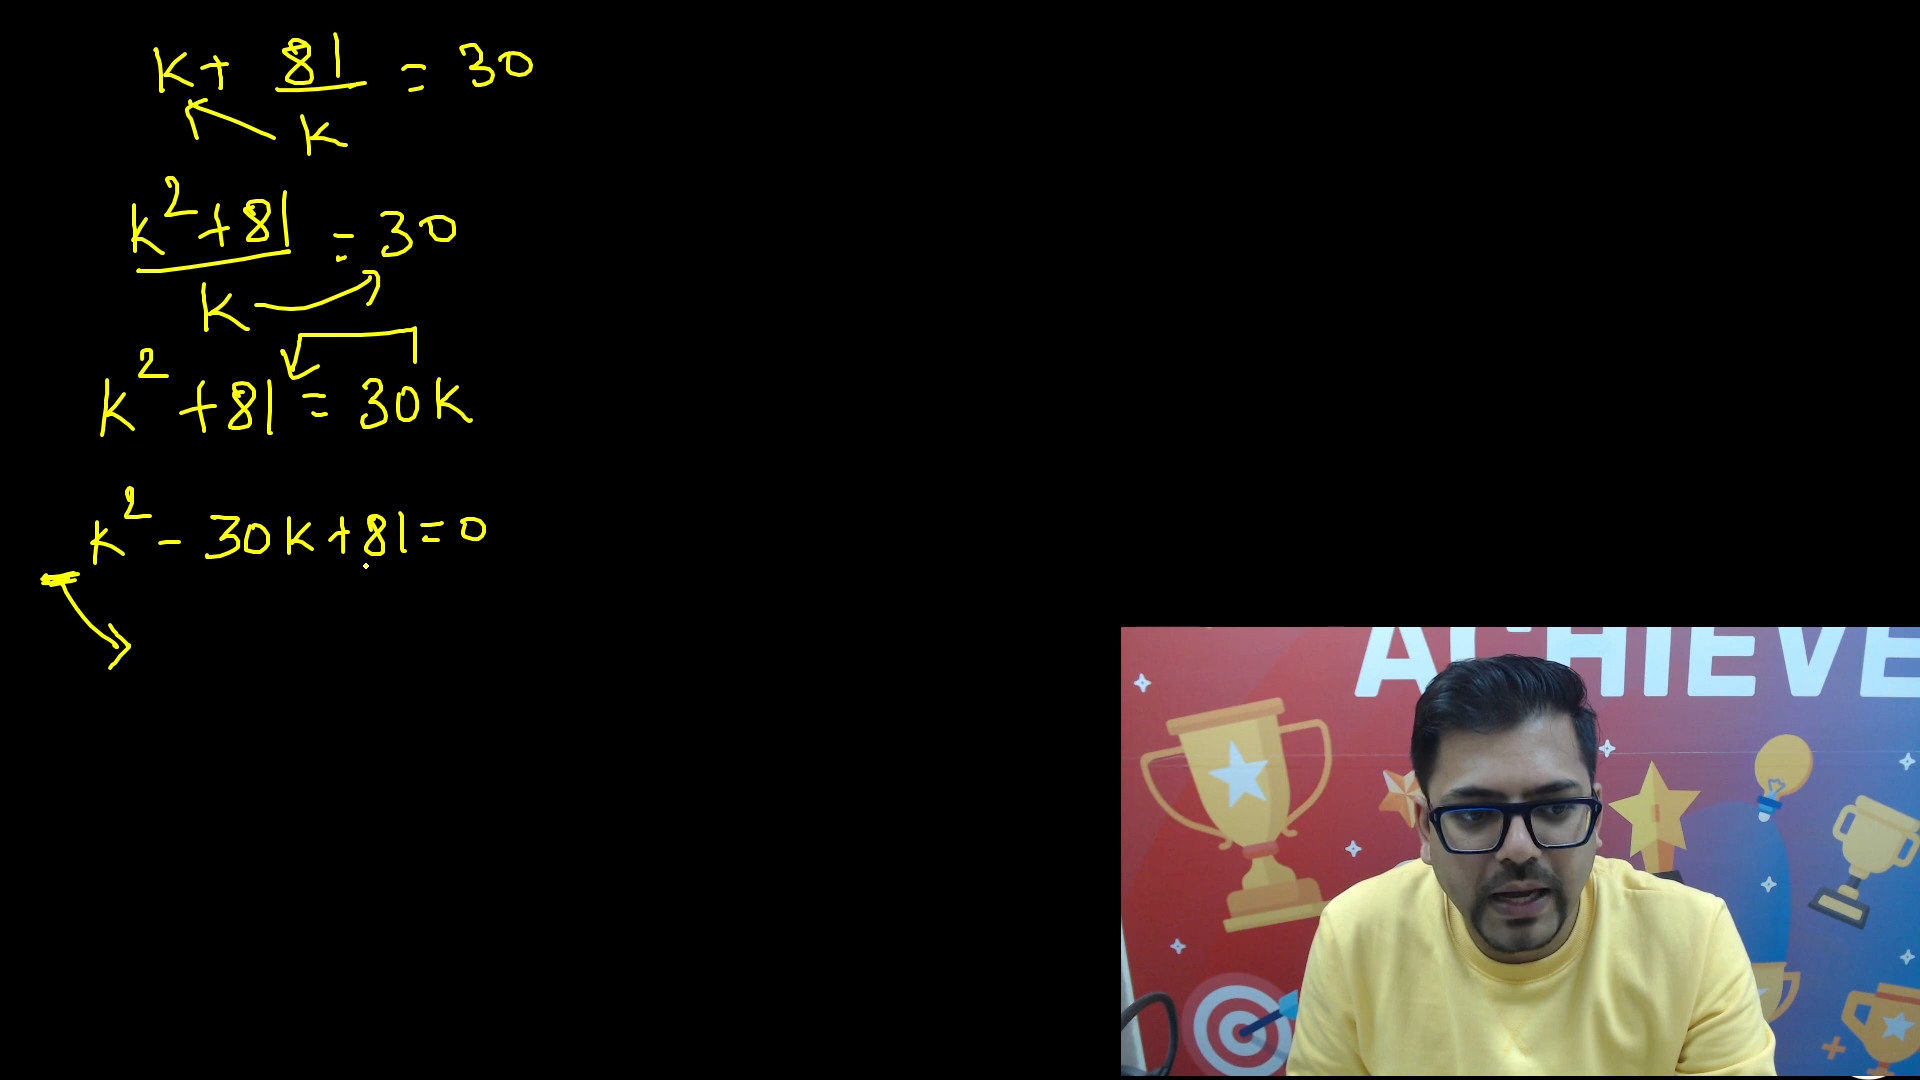 k + 81/k = 30
k² + 81/k = 30
k² + 81 = 30k
k² - 30k + 81 = 0
ACHIEVE